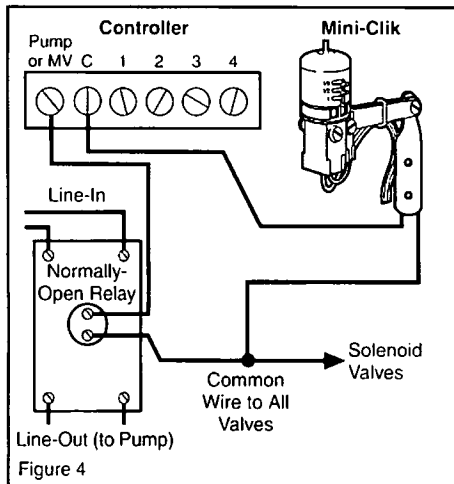 Controller
Mini-Clik
Pump
or MV C 1 2 3 4
Line-In
Normally-
Open Relay
Solenoid
Valves
Common
Wire to All
Valves
Line-Out (to Pump)
Figure 4